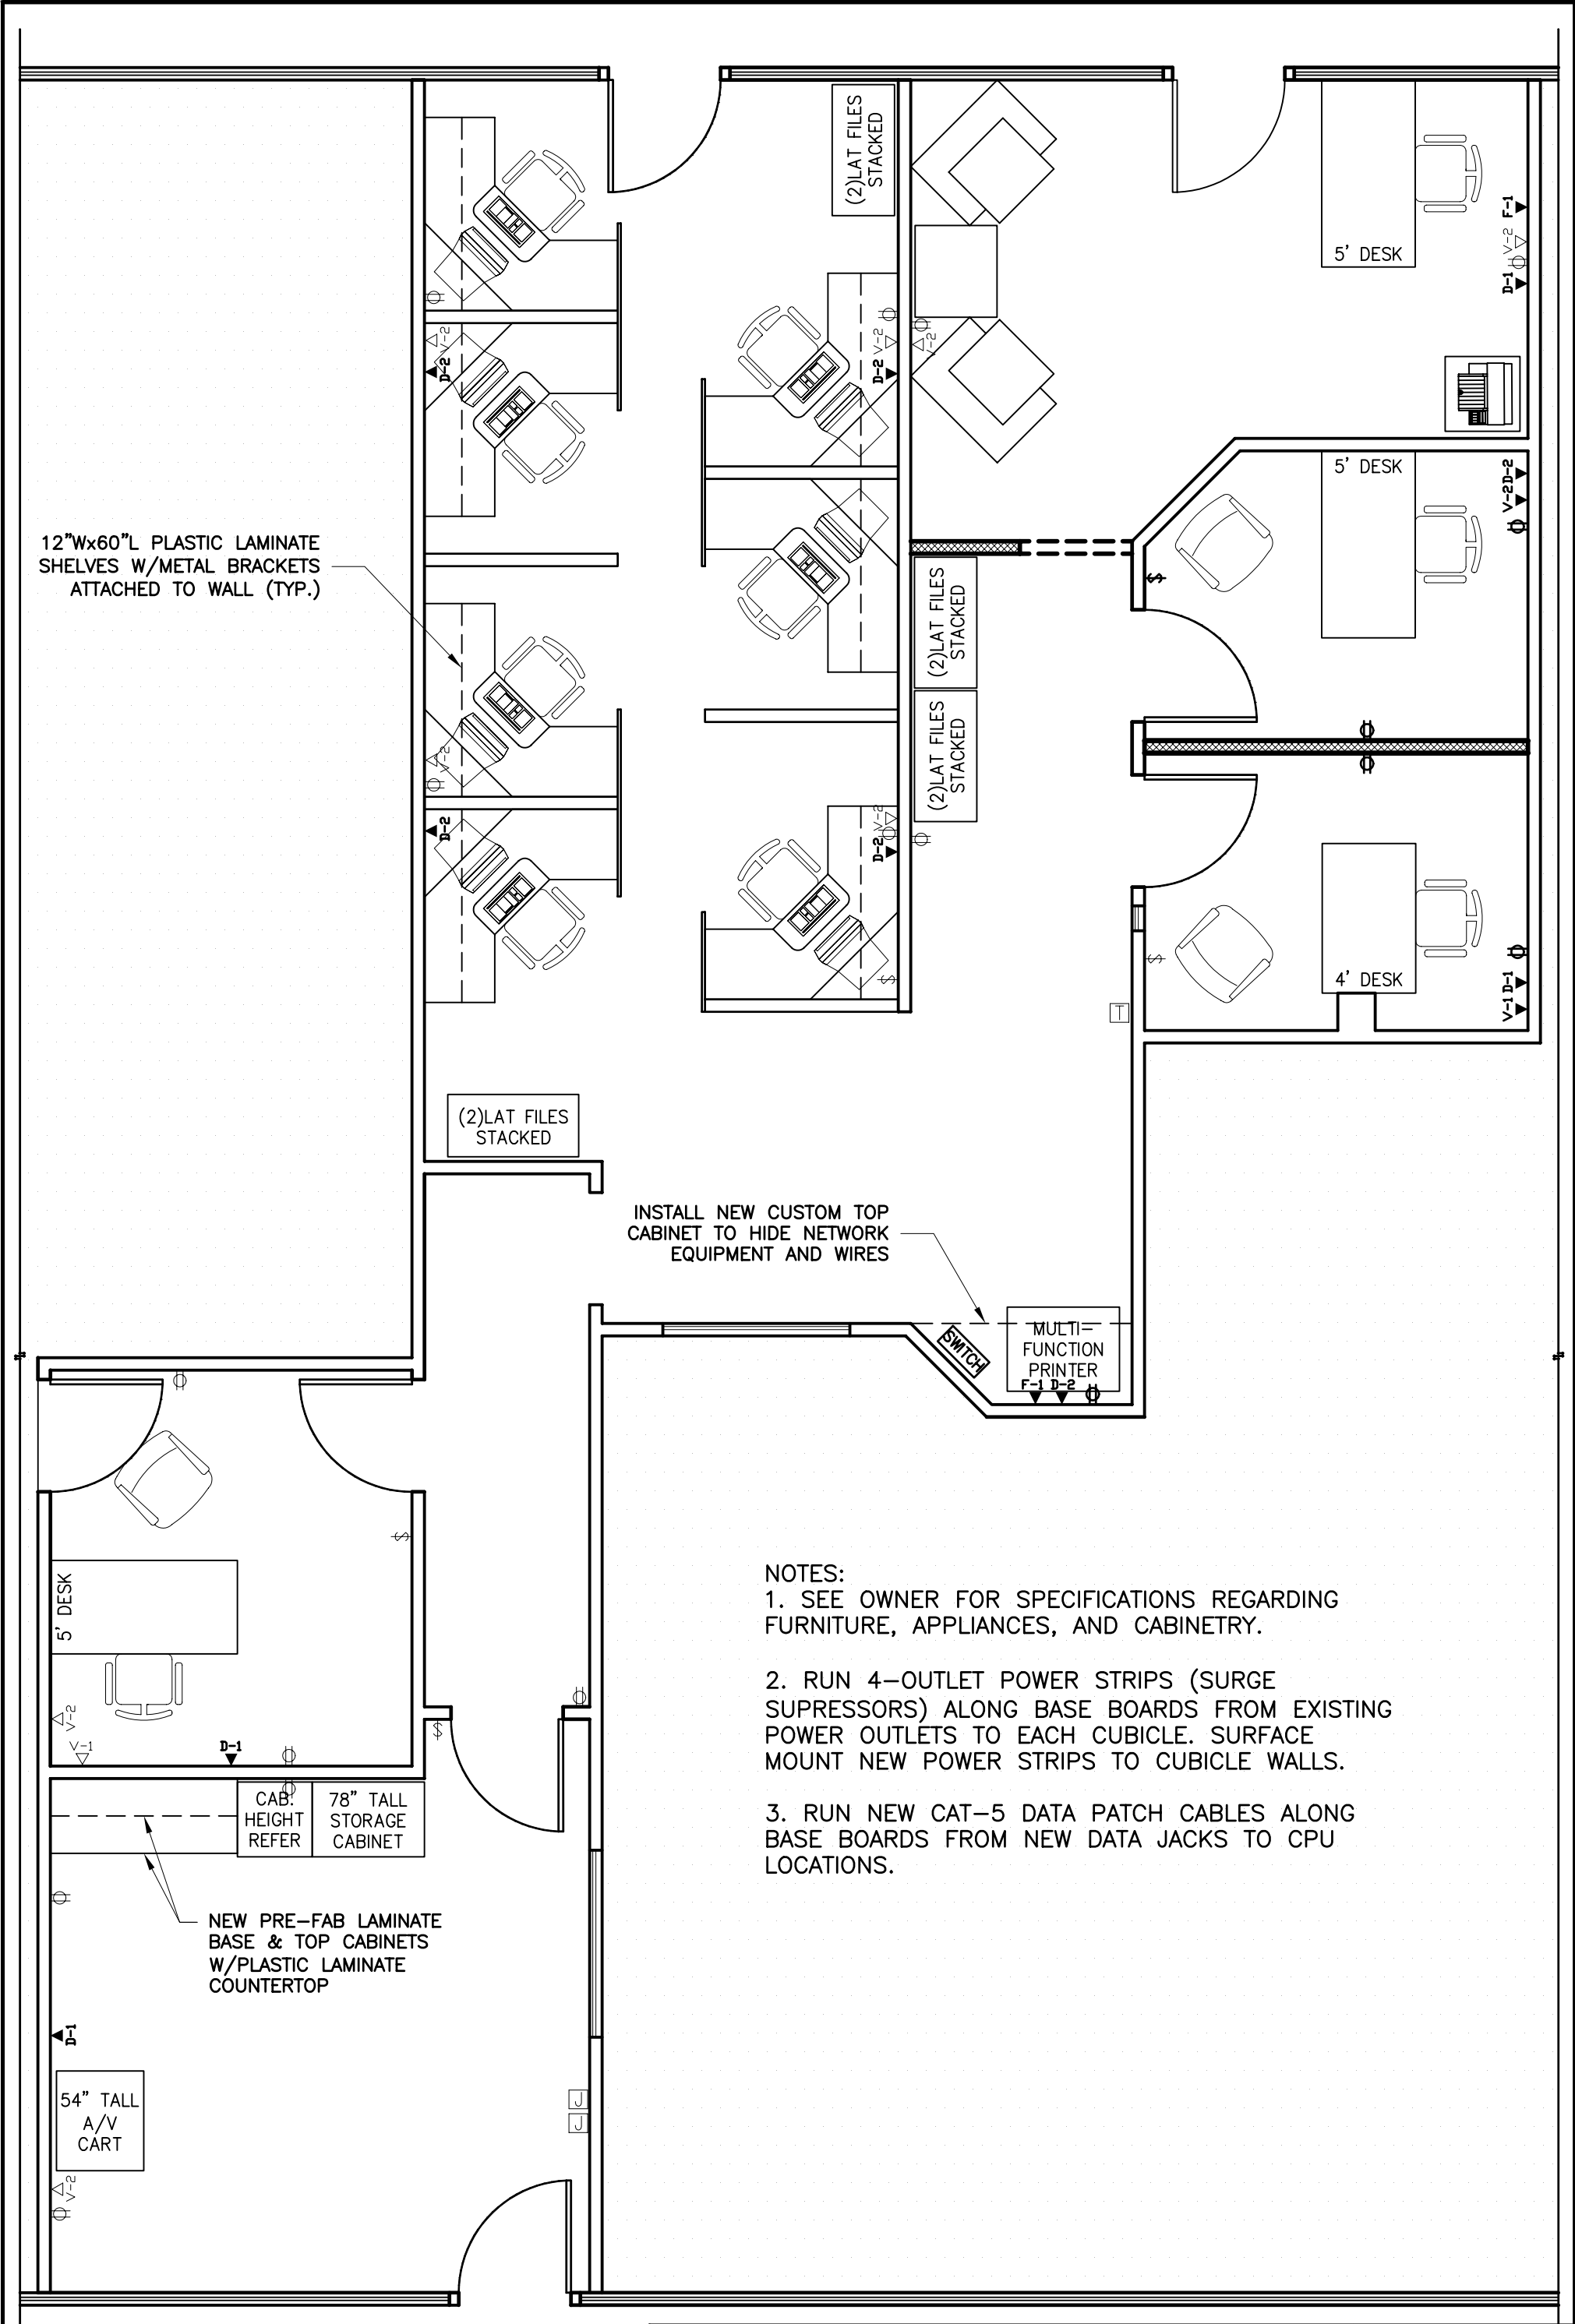 (2)LAT FILES
STACKED
5' DESK
F-1
V-2
D-1
V-2
D-2
D-2
V-2
V-2
5' DESK
D-2
V-2
12"Wx60"L PLASTIC LAMINATE
SHELVES W/METAL BRACKETS
ATTACHED TO WALL (TYP.)
$
(2)LAT FILES
STACKED
(2)LAT FILES
STACKED
V-2
D-2
V-2
D-2
$
$
4' DESK
D-1
V-1
T
(2)LAT FILES
STACKED
INSTALL NEW CUSTOM TOP
CABINET TO HIDE NETWORK
EQUIPMENT AND WIRES
SWITCH
MULTI-
FUNCTION
PRINTER
F-1 D-2
$
5' DESK
V-2
V-1
D-1
$
NOTES:
1. SEE OWNER FOR SPECIFICATIONS REGARDING
FURNITURE, APPLIANCES, AND CABINETRY.
2. RUN 4-OUTLET POWER STRIPS (SURGE
SUPRESSORS) ALONG BASE BOARDS FROM EXISTING
POWER OUTLETS TO EACH CUBICLE. SURFACE
MOUNT NEW POWER STRIPS TO CUBICLE WALLS.
3. RUN NEW CAT-5 DATA PATCH CABLES ALONG
BASE BOARDS FROM NEW DATA JACKS TO CPU
LOCATIONS.
CAB.
HEIGHT
REFER
78" TALL
STORAGE
CABINET
NEW PRE-FAB LAMINATE
BASE & TOP CABINETS
W/PLASTIC LAMINATE
COUNTERTOP
D-1
54" TALL
A/V
CART
J
J
V-2